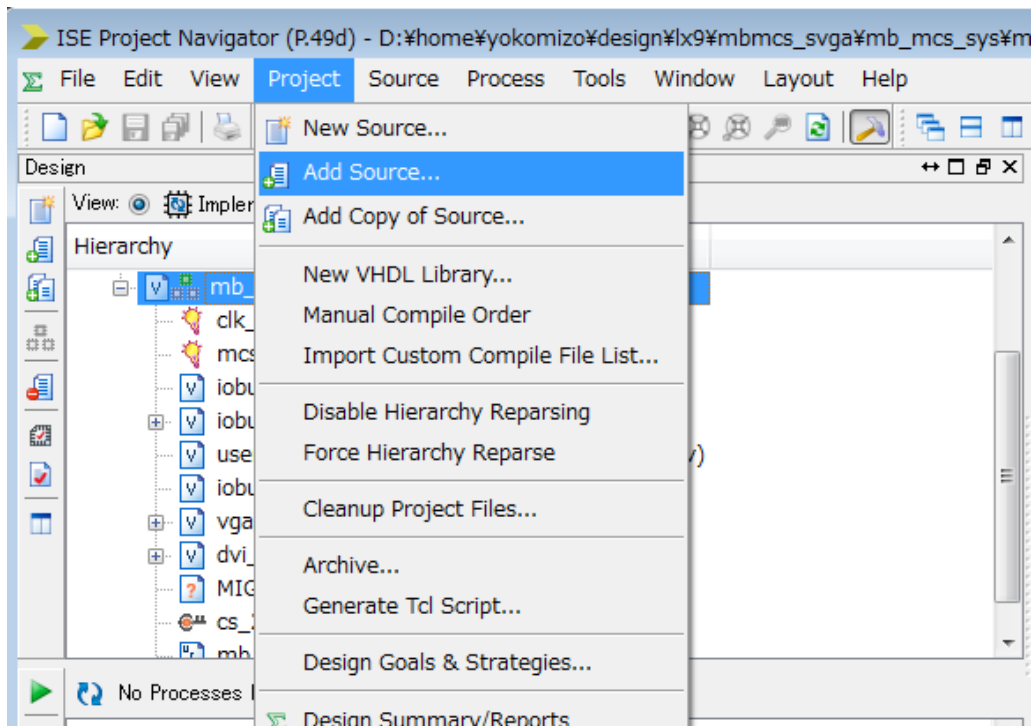 ISE Project Navigator (P.49d) - D:¥home¥yokomizo¥design¥lx9¥mbmcs_svga¥mb_mcs_sys¥m
File Edit View Project Source Process Tools Window Layout Help
New Source...
Design
Add Source...
View: Implem
Add Copy of Source...
Hierarchy
New VHDL Library...
mb_
clk_
Manual Compile Order
mcs
Import Custom Compile File List...
iobu
Disable Hierarchy Reparsing
iobu
Force Hierarchy Reparse
use
v)
iobu
Cleanup Project Files...
vga
dvi_
Archive...
MIG
Generate Tcl Script...
cs_
mb
Design Goals & Strategies...
No Processes
Design Summary/Reports